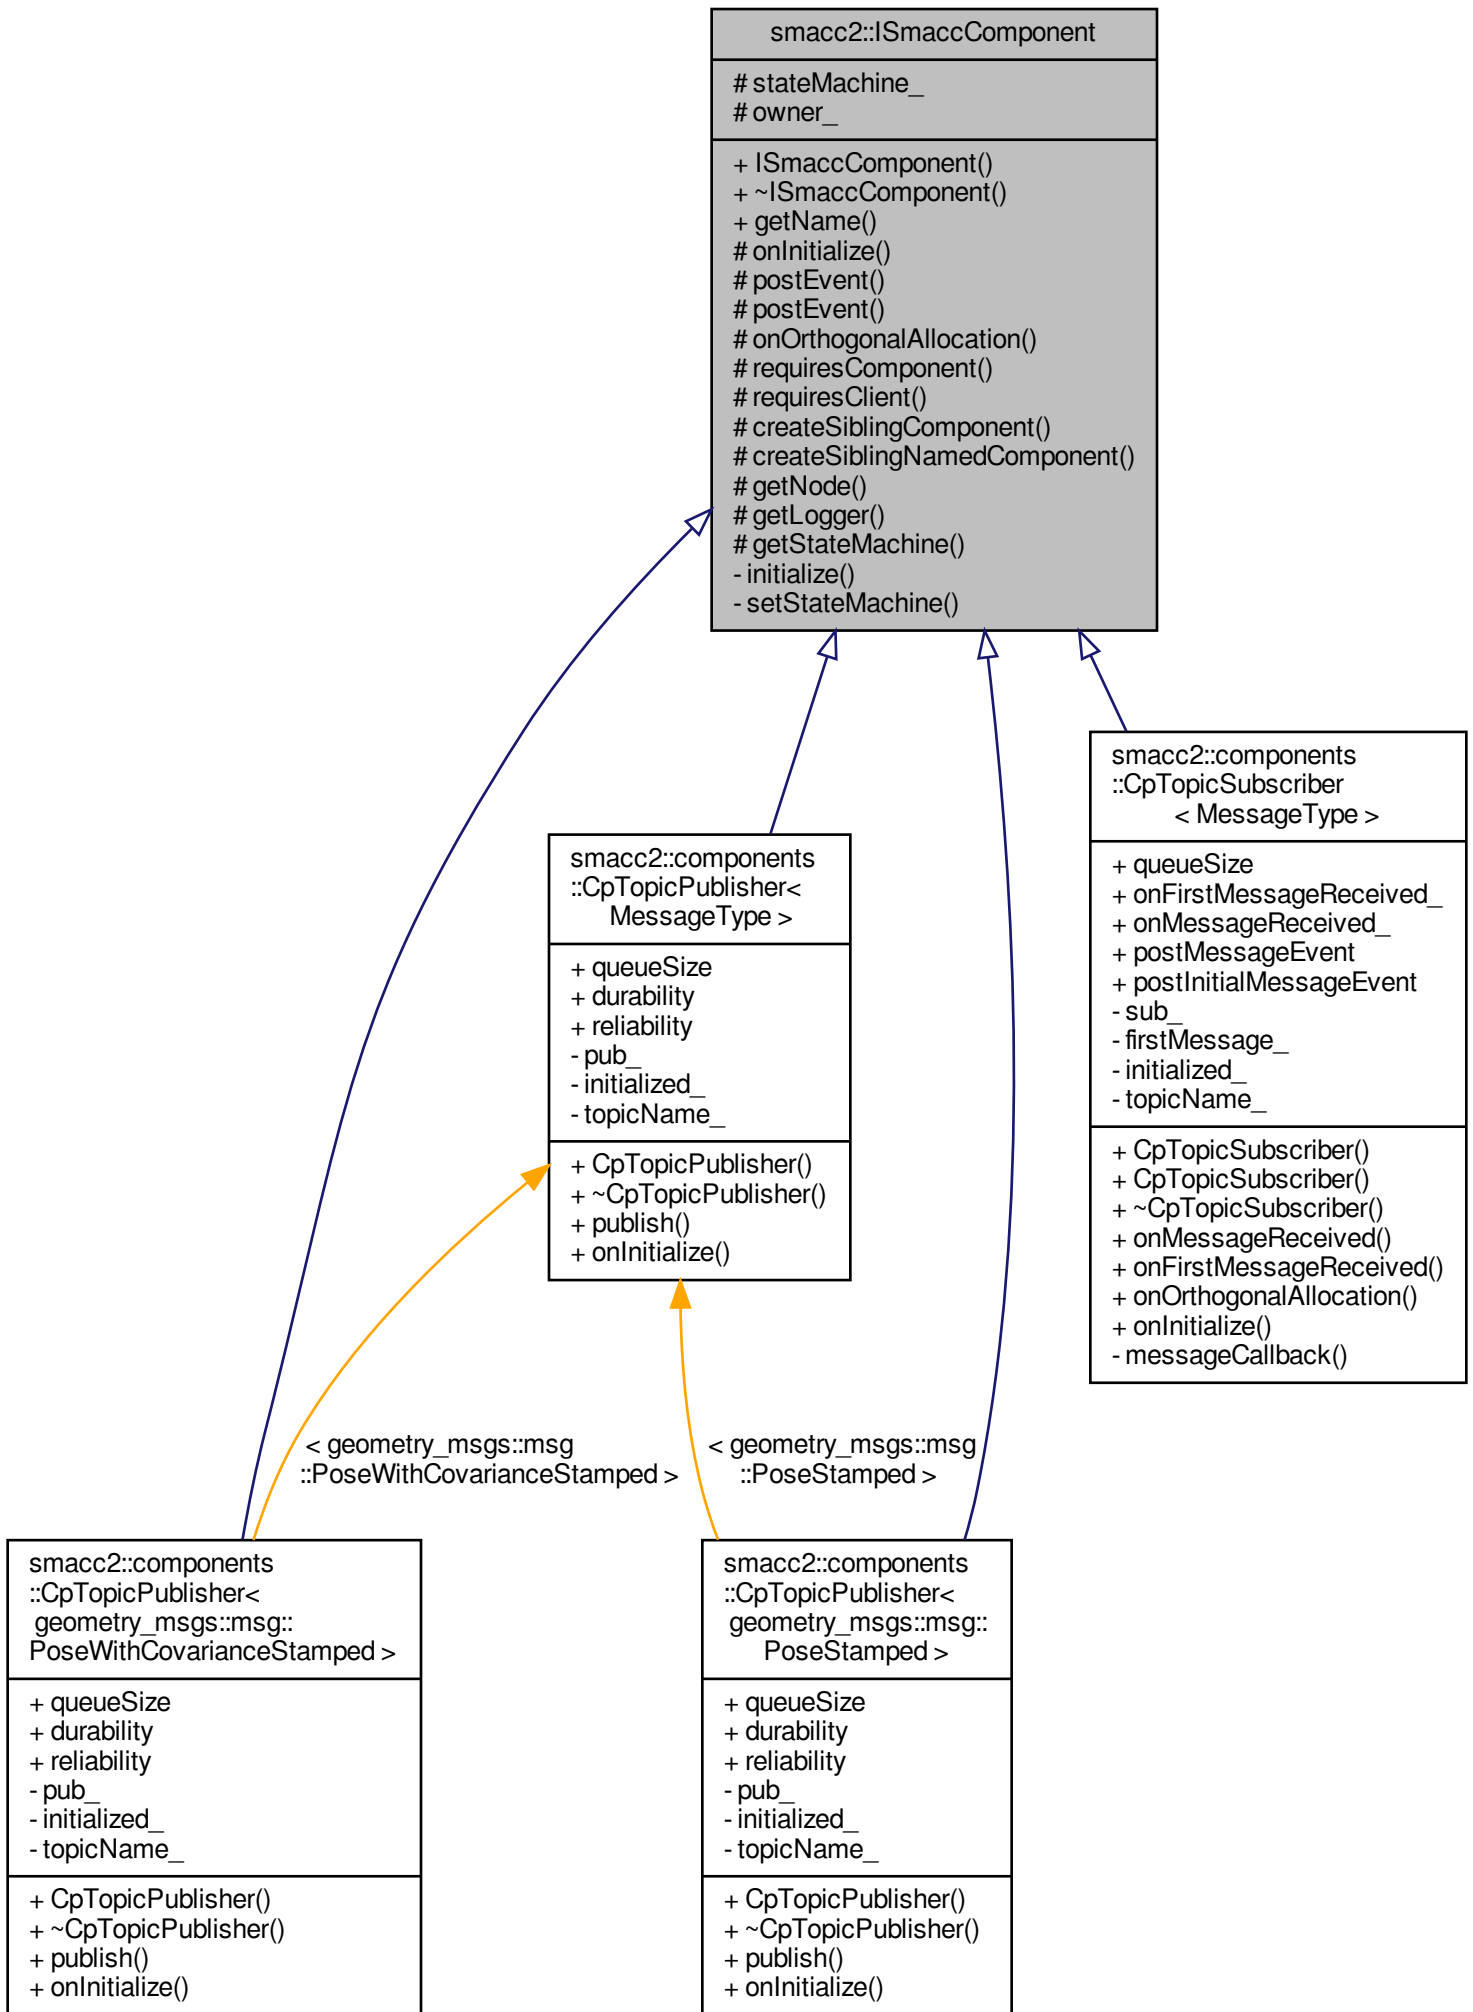 smacc2::ISmaccComponent
# stateMachine_
# owner_
+ ISmaccComponent()
+ ~ISmaccComponent()
+ getName()
# onInitialize()
# postEvent()
# postEvent()
# onOrthogonalAllocation()
# requiresComponent()
# requiresClient()
# createSiblingComponent()
# createSiblingNamedComponent()
# getNode()
# getLogger()
# getStateMachine()
- initialize()
- setStateMachine()
smacc2::components
::CpTopicSubscriber
< MessageType >
+ queueSize
+ onFirstMessageReceived_
+ onMessageReceived_
+ postMessageEvent
+ postInitialMessageEvent
- sub_
- firstMessage_
- initialized_
- topicName_
+ CpTopicSubscriber()
+ CpTopicSubscriber()
+ ~CpTopicSubscriber()
+ onMessageReceived()
+ onFirstMessageReceived()
+ onOrthogonalAllocation()
+ onInitialize()
- messageCallback()
smacc2::components
::CpTopicPublisher<
MessageType >
+ queueSize
+ durability
+ reliability
- pub_
- initialized_
- topicName_
+ CpTopicPublisher()
+ ~CpTopicPublisher()
+ publish()
+ onInitialize()
< geometry_msgs::msg
::PoseWithCovarianceStamped >
< geometry_msgs::msg
::PoseStamped >
smacc2::components
::CpTopicPublisher<
geometry_msgs::msg::
PoseWithCovarianceStamped >
+ queueSize
+ durability
+ reliability
- pub_
- initialized_
- topicName_
+ CpTopicPublisher()
+ ~CpTopicPublisher()
+ publish()
+ onInitialize()
smacc2::components
::CpTopicPublisher<
geometry_msgs::msg::
PoseStamped >
+ queueSize
+ durability
+ reliability
- pub_
- initialized_
- topicName_
+ CpTopicPublisher()
+ ~CpTopicPublisher()
+ publish()
+ onInitialize()